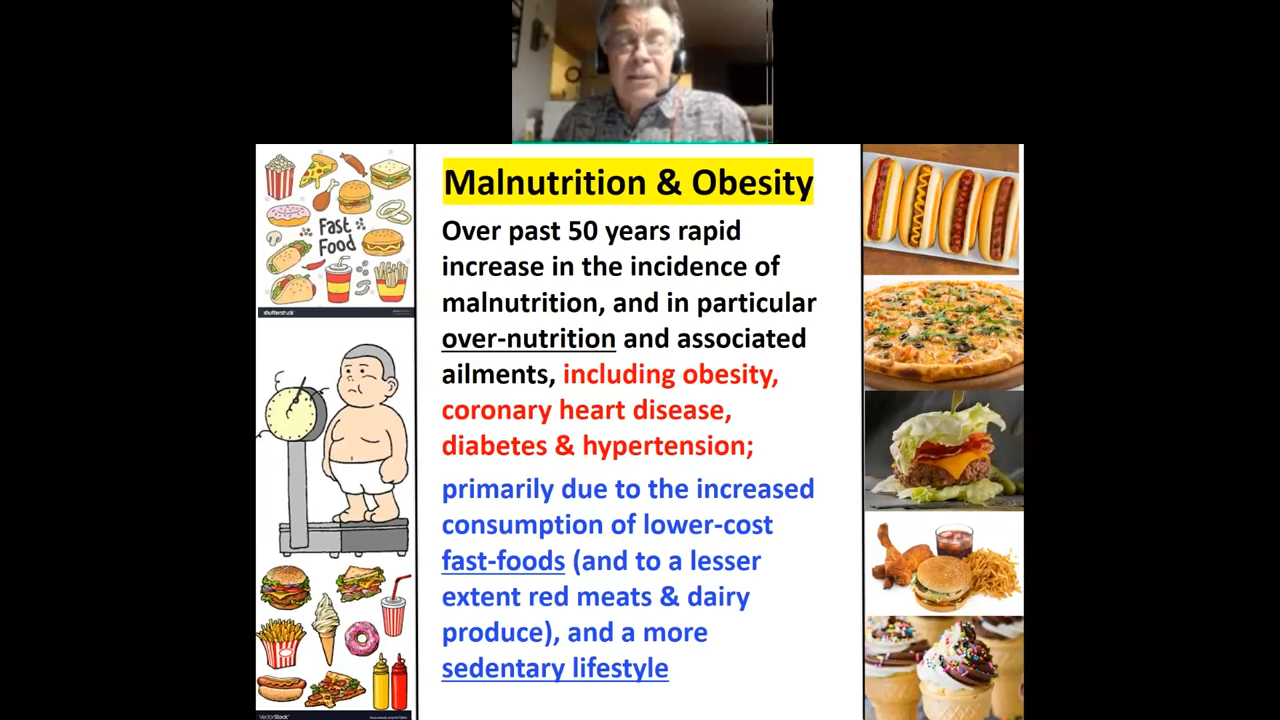 Malnutrition & Obesity
Over past 50 years rapid
increase in the incidence of
malnutrition, and in particular
over-nutrition and associated
ailments, including obesity,
coronary heart disease,
diabetes & hypertension;
primarily due to the increased
consumption of lower-cost
fast-foods (and to a lesser
extent red meats & dairy
produce), and a more
sedentary lifestyle
Fast
Food
shutterstock
VectorStock